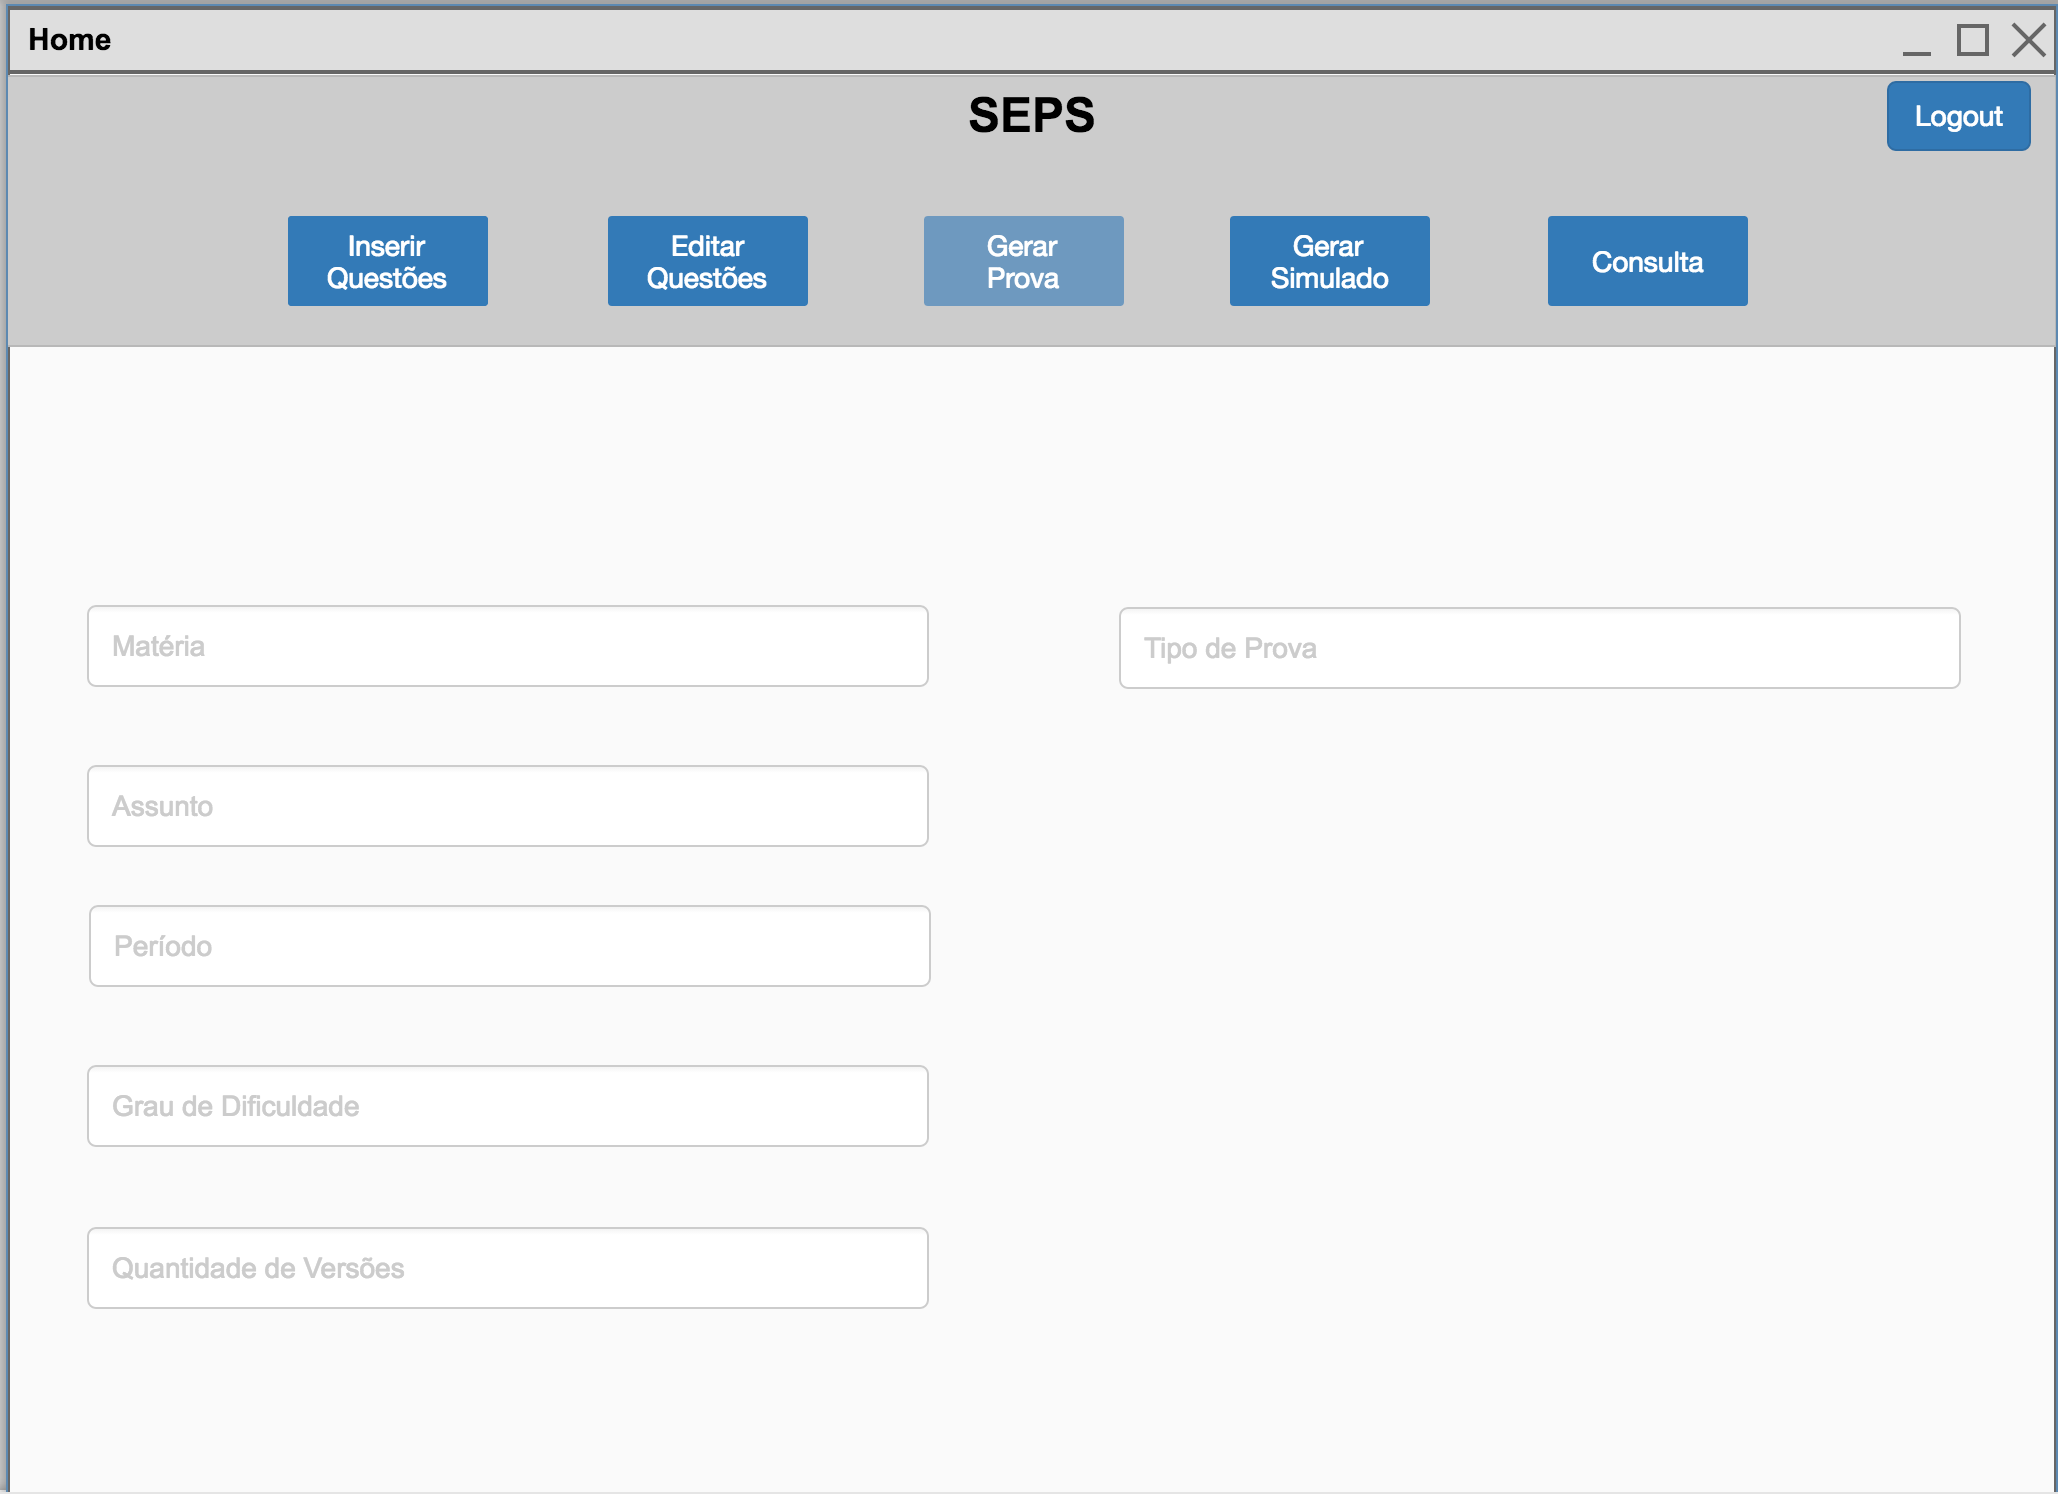 Home
SEPS
Logout
Inserir
Questões
Editar
Questões
Gerar
Prova
Gerar
Simulado
Consulta
Matéria
Tipo de Prova
Assunto
Período
Grau de Dificuldade
Quantidade de Versões